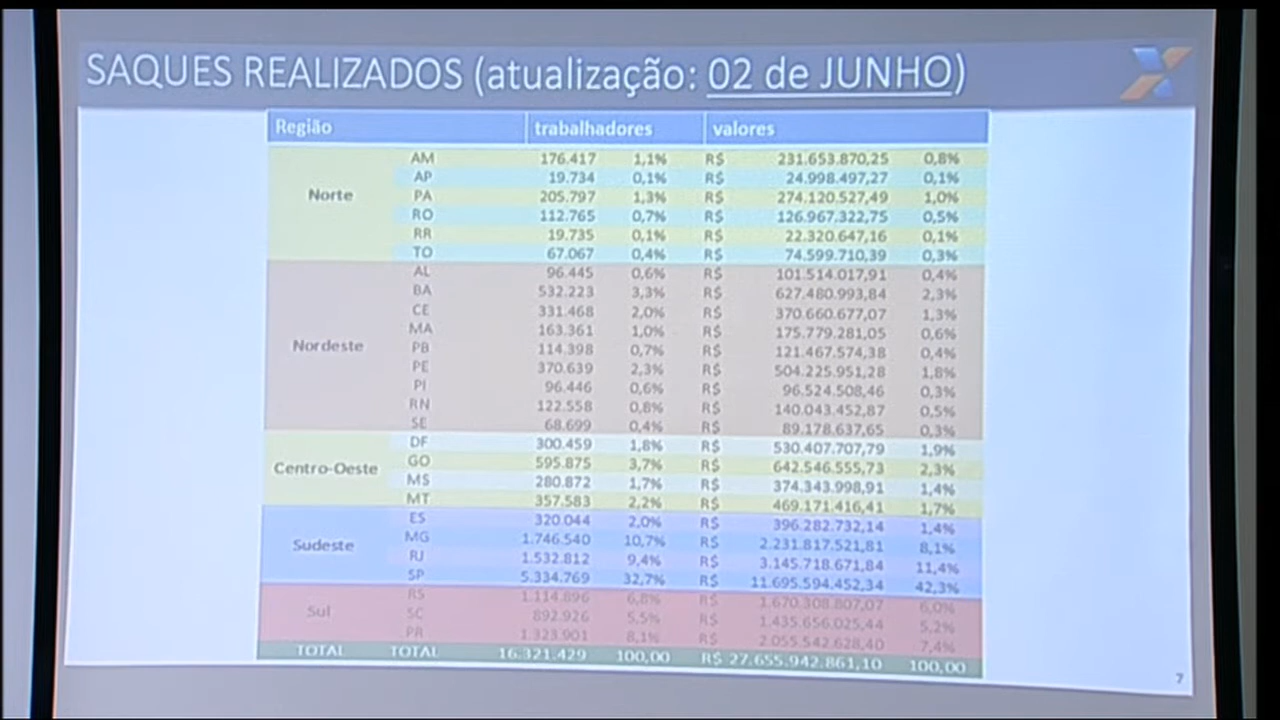 SAQUES REALIZADOS (atualização: 02 de JUNHO)
Região trabalhadores valores
AM 176.417 1,1% R$ 231.653.870,25 0,8%
AP 19.734 0,1% R$ 24.998.497,27 0,1%
Norte PA 205.797 1,3% R$ 274.120.527,49 1,0%
RO 112.765 0,7% R$ 126.967.322,75 0,5%
RR 19.735 0,1% R$ 22.320.647,16 0,1%
TO 67.067 0,4% R$ 74.599.710,39 0,3%
AL 96.445 0,6% R$ 101.514.017,91 0,4%
BA 532.223 3,3% R$ 627.480.993,84 2,3%
CE 331.468 2,0% R$ 370.660.677,07 1,3%
MA 163.361 1,0% R$ 175.779.281,05 0,6%
Nordeste PB 114.398 0,7% R$ 121.467.574,38 0,4%
PE 370.639 2,3% R$ 504.225.951,28 1,8%
PI 96.446 0,6% R$ 96.524.508,46 0,3%
RN 122.558 0,8% R$ 140.043.452,87 0,5%
SE 68.699 0,4% R$ 89.178.637,65 0,3%
DF 300.459 1,8% R$ 530.407.707,79 1,9%
Centro-Oeste GO 595.875 3,7% R$ 642.546.555,73 2,3%
MS 280.872 1,7% R$ 374.343.998,91 1,4%
MT 357.583 2,2% R$ 469.171.416,41 1,7%
ES 320.044 2,0% R$ 396.282.732,14 1,4%
Sudeste MG 1.746.540 10,7% R$ 2.231.817.521,81 8,1%
RJ 1.532.812 9,4% R$ 3.145.718.671,84 11,4%
SP 5.334.769 32,7% R$ 11.695.594.452,34 42,3%
RS 1.114.896 6,8% R$ 1.670.308.807,07 6,0%
Sul SC 892.926 5,5% R$ 1.435.656.025,44 5,2%
PR 1.323.901 8,1% R$ 2.055.542.628,40 7,4%
TOTAL TOTAL 16.321.429 100,00 R$ 27.655.942.861,10 100,00
7